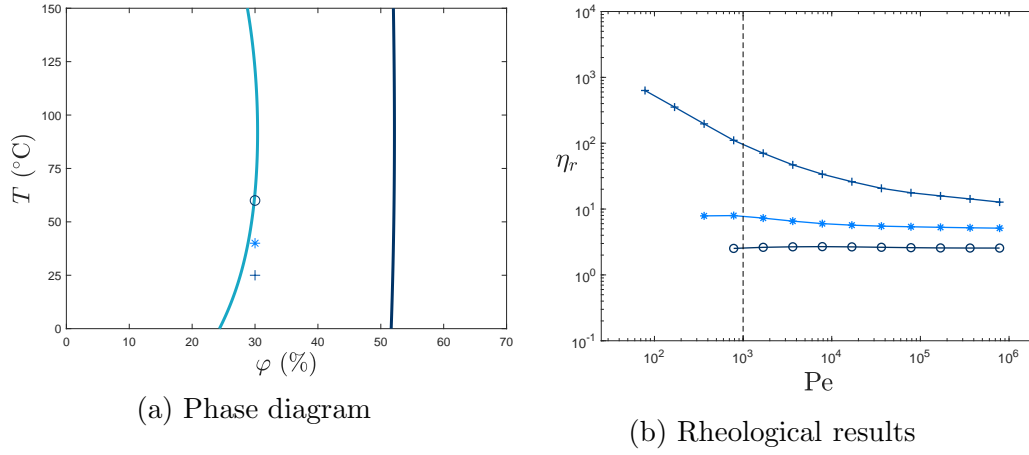 150
125
100
75
50
25
0
T (°C)
0 10 20 30 40 50 60 70
φ (%)
(a) Phase diagram
10^4
10^3
10^2
10^1
10^0
10^-1
η_r
10^2 10^3 10^4 10^5 10^6
Pe
(b) Rheological results